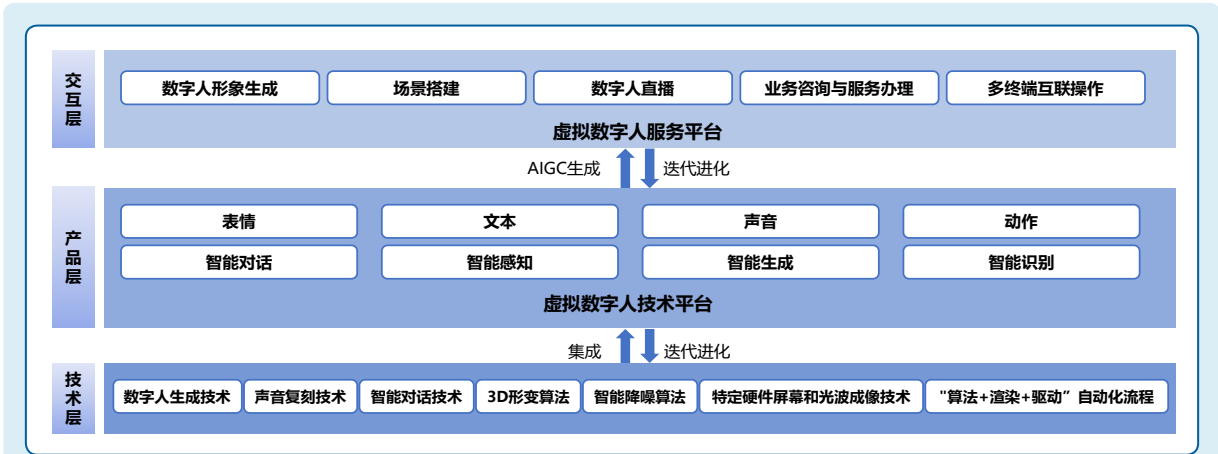 交互层
数字人形象生成 场景搭建 数字人直播 业务咨询与服务办理 多终端互联操作
虚拟数字人服务平台
AIGC生成 迭代进化
产品层
表情 文本 声音 动作
智能对话 智能感知 智能生成 智能识别
虚拟数字人技术平台
集成 迭代进化
技术层
数字人生成技术 声音复刻技术 智能对话技术 3D形变算法 智能降噪算法 特定硬件屏幕和光波成像技术 "算法+渲染+驱动”自动化流程